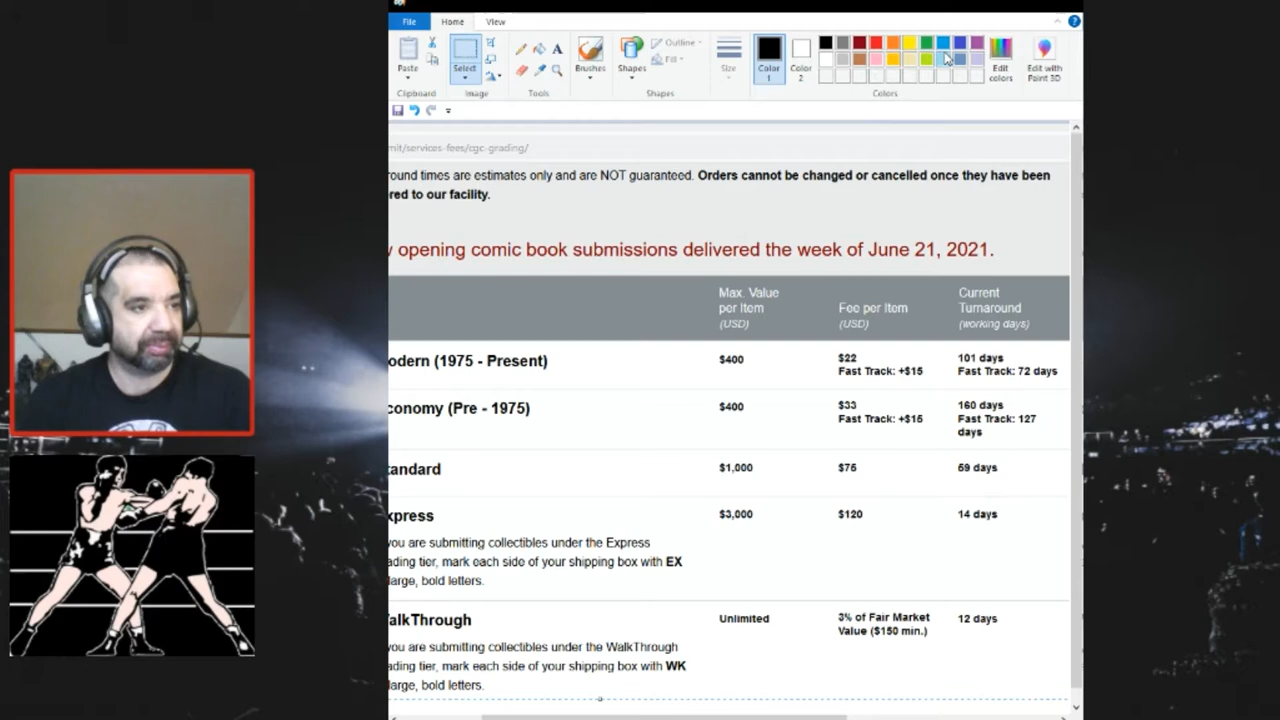 File Home View
Paste
Select
Brushes
Shapes
Outline
Fill
Size
Color 1
Color 2
Edit colors
Edit with Paint 3D
Clipboard Image Tools Shapes Colors
mit/services-fees/cgc-grading/
round times are estimates only and are NOT guaranteed. Orders cannot be changed or cancelled once they have been
red to our facility.
opening comic book submissions delivered the week of June 21, 2021.
Max. Value per Item (USD)
Fee per Item (USD)
Current Turnaround (working days)
odern (1975 - Present) $400 $22 101 days
Fast Track: +$15 Fast Track: 72 days
conomy (Pre - 1975) $400 $33 160 days
Fast Track: +$15 Fast Track: 127 days
tandard $1,000 $75 59 days
xpress $3,000 $120 14 days
you are submitting collectibles under the Express
ading tier, mark each side of your shipping box with EX
large, bold letters.
alkThrough Unlimited 3% of Fair Market Value ($150 min.) 12 days
you are submitting collectibles under the WalkThrough
ading tier, mark each side of your shipping box with WK
large, bold letters.